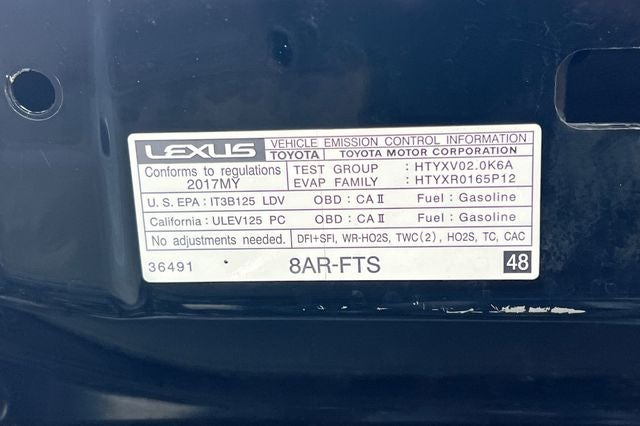 LEXUS VEHICLE EMISSION CONTROL INFORMATION
TOYOTA TOYOTA MOTOR CORPORATION
Conforms to regulations 2017MY
TEST GROUP : HTYXV02.0K6A
EVAP FAMILY : HTYXR0165P12
U. S. EPA : IT3B125 LDV OBD : CA II Fuel : Gasoline
California : ULEV125 PC OBD : CA II Fuel : Gasoline
No adjustments needed. DFI+SFI, WR-HO2S, TWC(2), HO2S, TC, CAC
36491 8AR-FTS 48